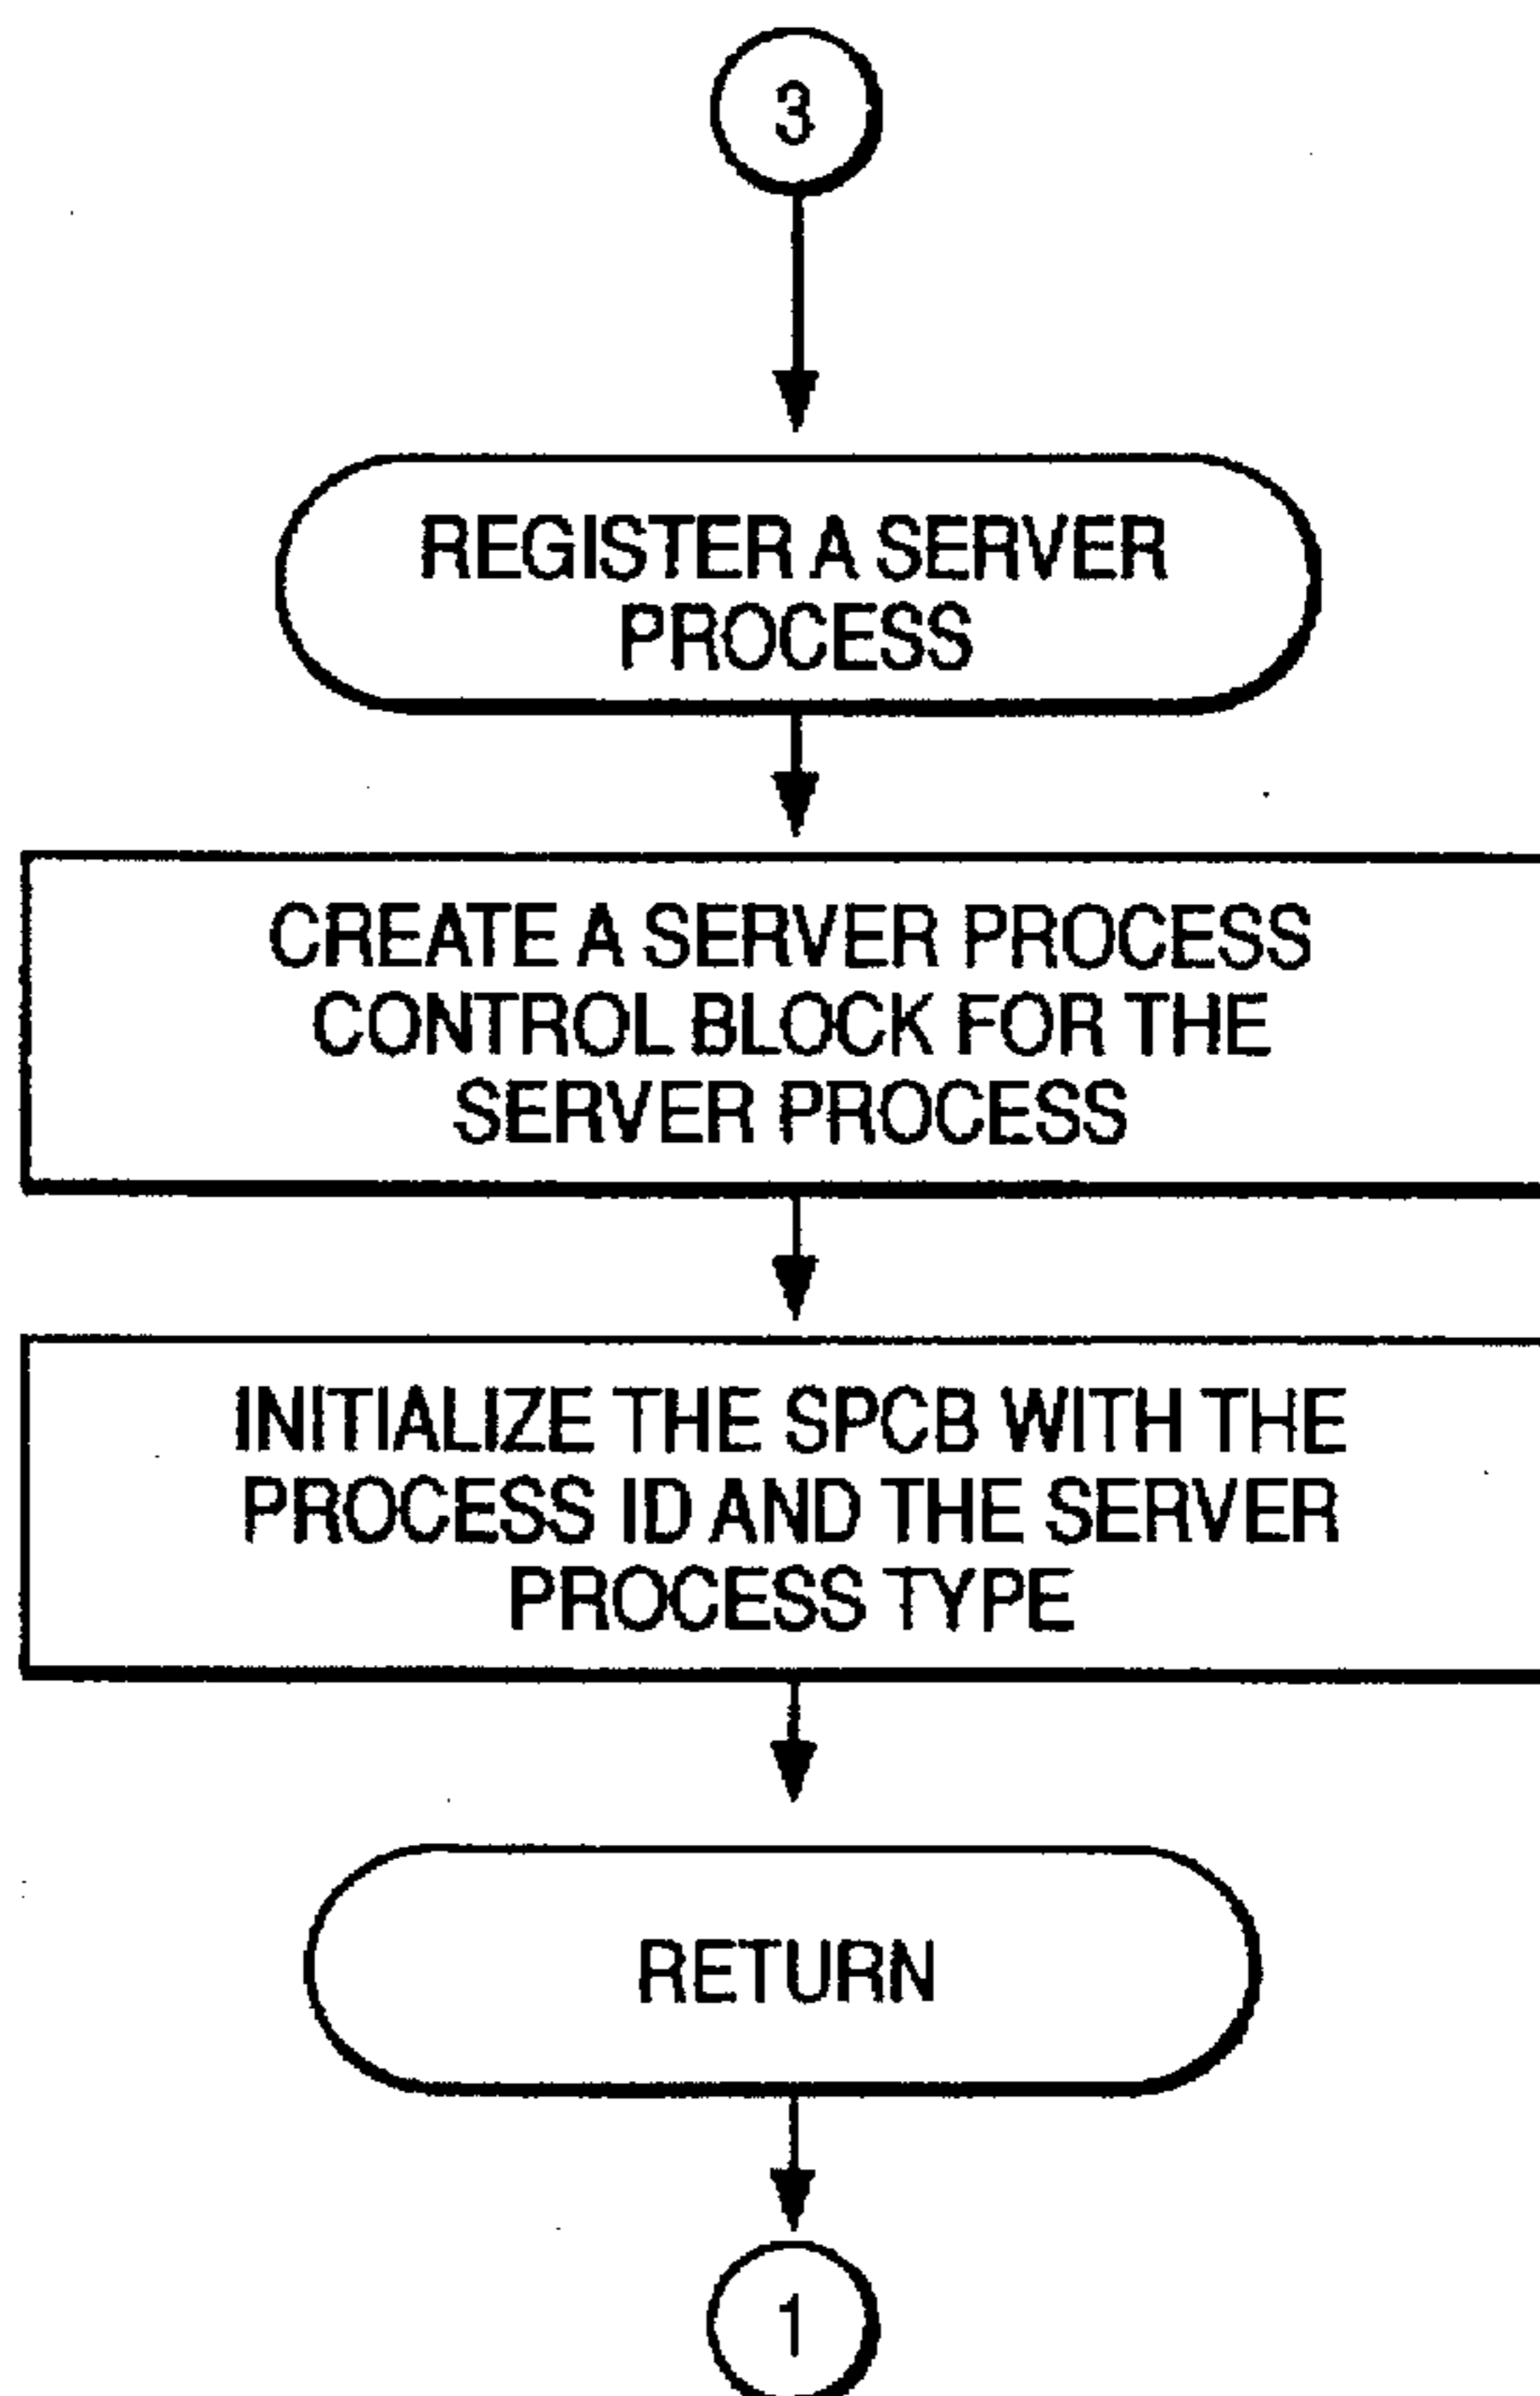 3
REGISTER A SERVER
PROCESS
CREATE A SERVER PROCESS
CONTROL BLOCK FOR THE
SERVER PROCESS
INITIALIZE THE SPCB WITH THE
PROCESS ID AND THE SERVER
PROCESS TYPE
RETURN
1